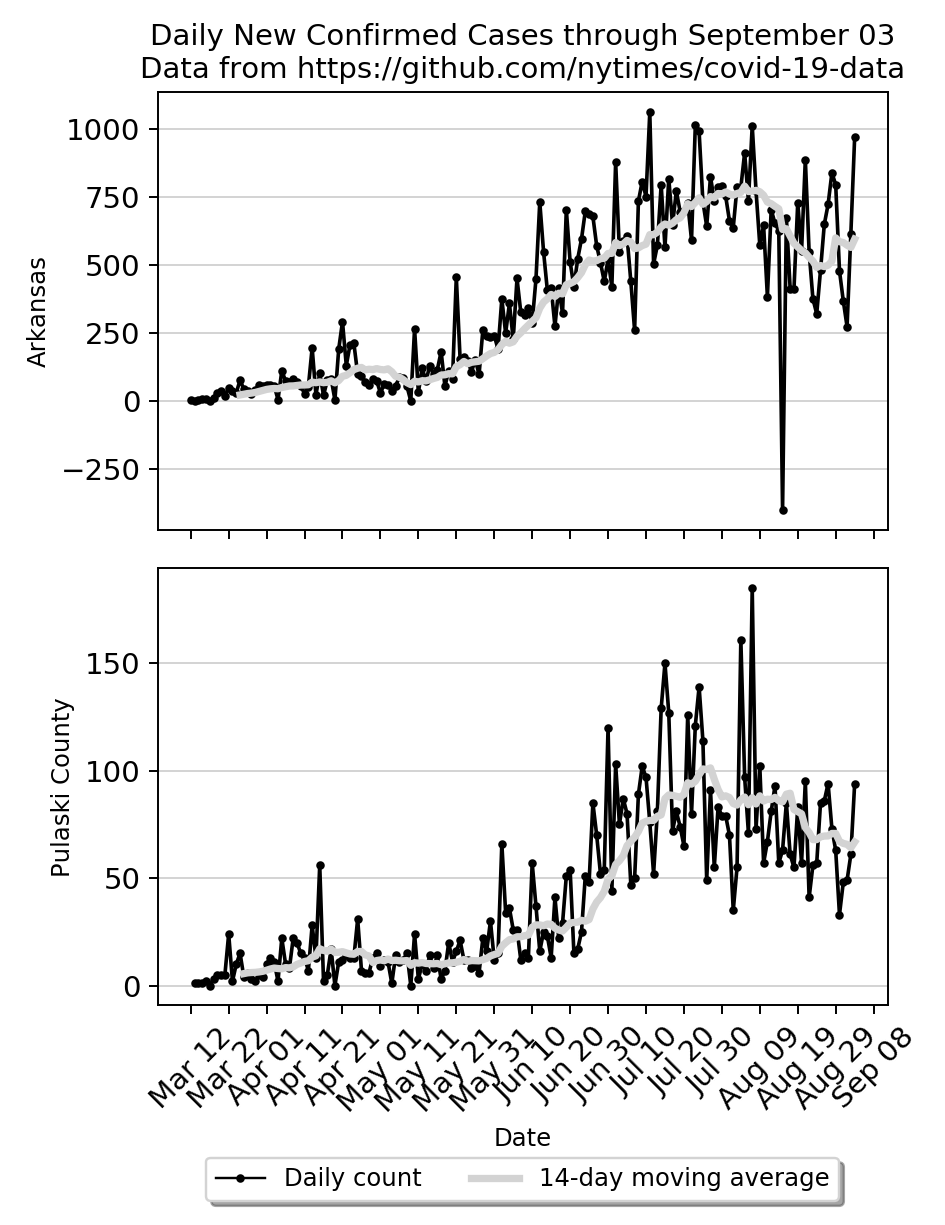 Daily New Confirmed Cases through September 03
Data from https://github.com/nytimes/covid-19-data
1000
750
500
250
0
−250
Arkansas
150
100
50
0
Pulaski County
Mar 12
Mar 22
Apr 01
Apr 11
Apr 21
May 01
May 11
May 21
May 31
Jun 10
Jun 20
Jun 30
Jul 10
Jul 20
Jul 30
Aug 09
Aug 19
Aug 29
Sep 08
Date
Daily count
14-day moving average